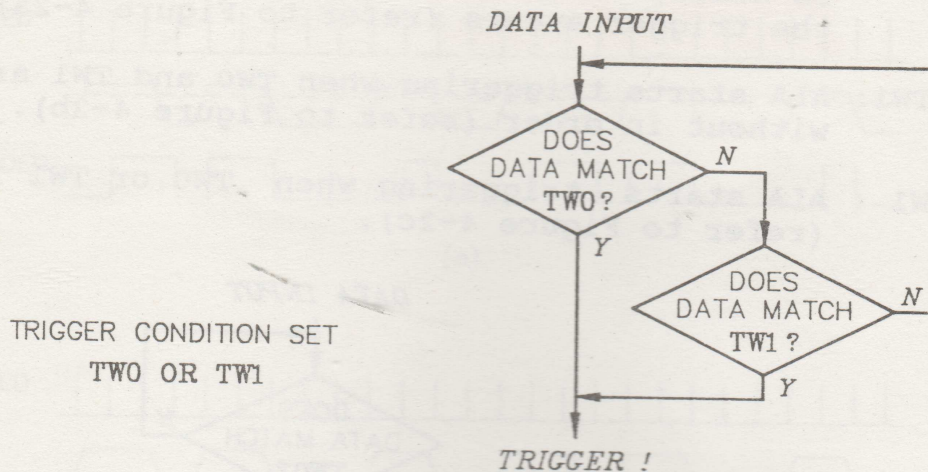 DATA INPUT
DOES
DATA MATCH
TW0?
N
Y
DOES
DATA MATCH
TW1?
N
Y
TRIGGER CONDITION SET
TW0 OR TW1
TRIGGER !